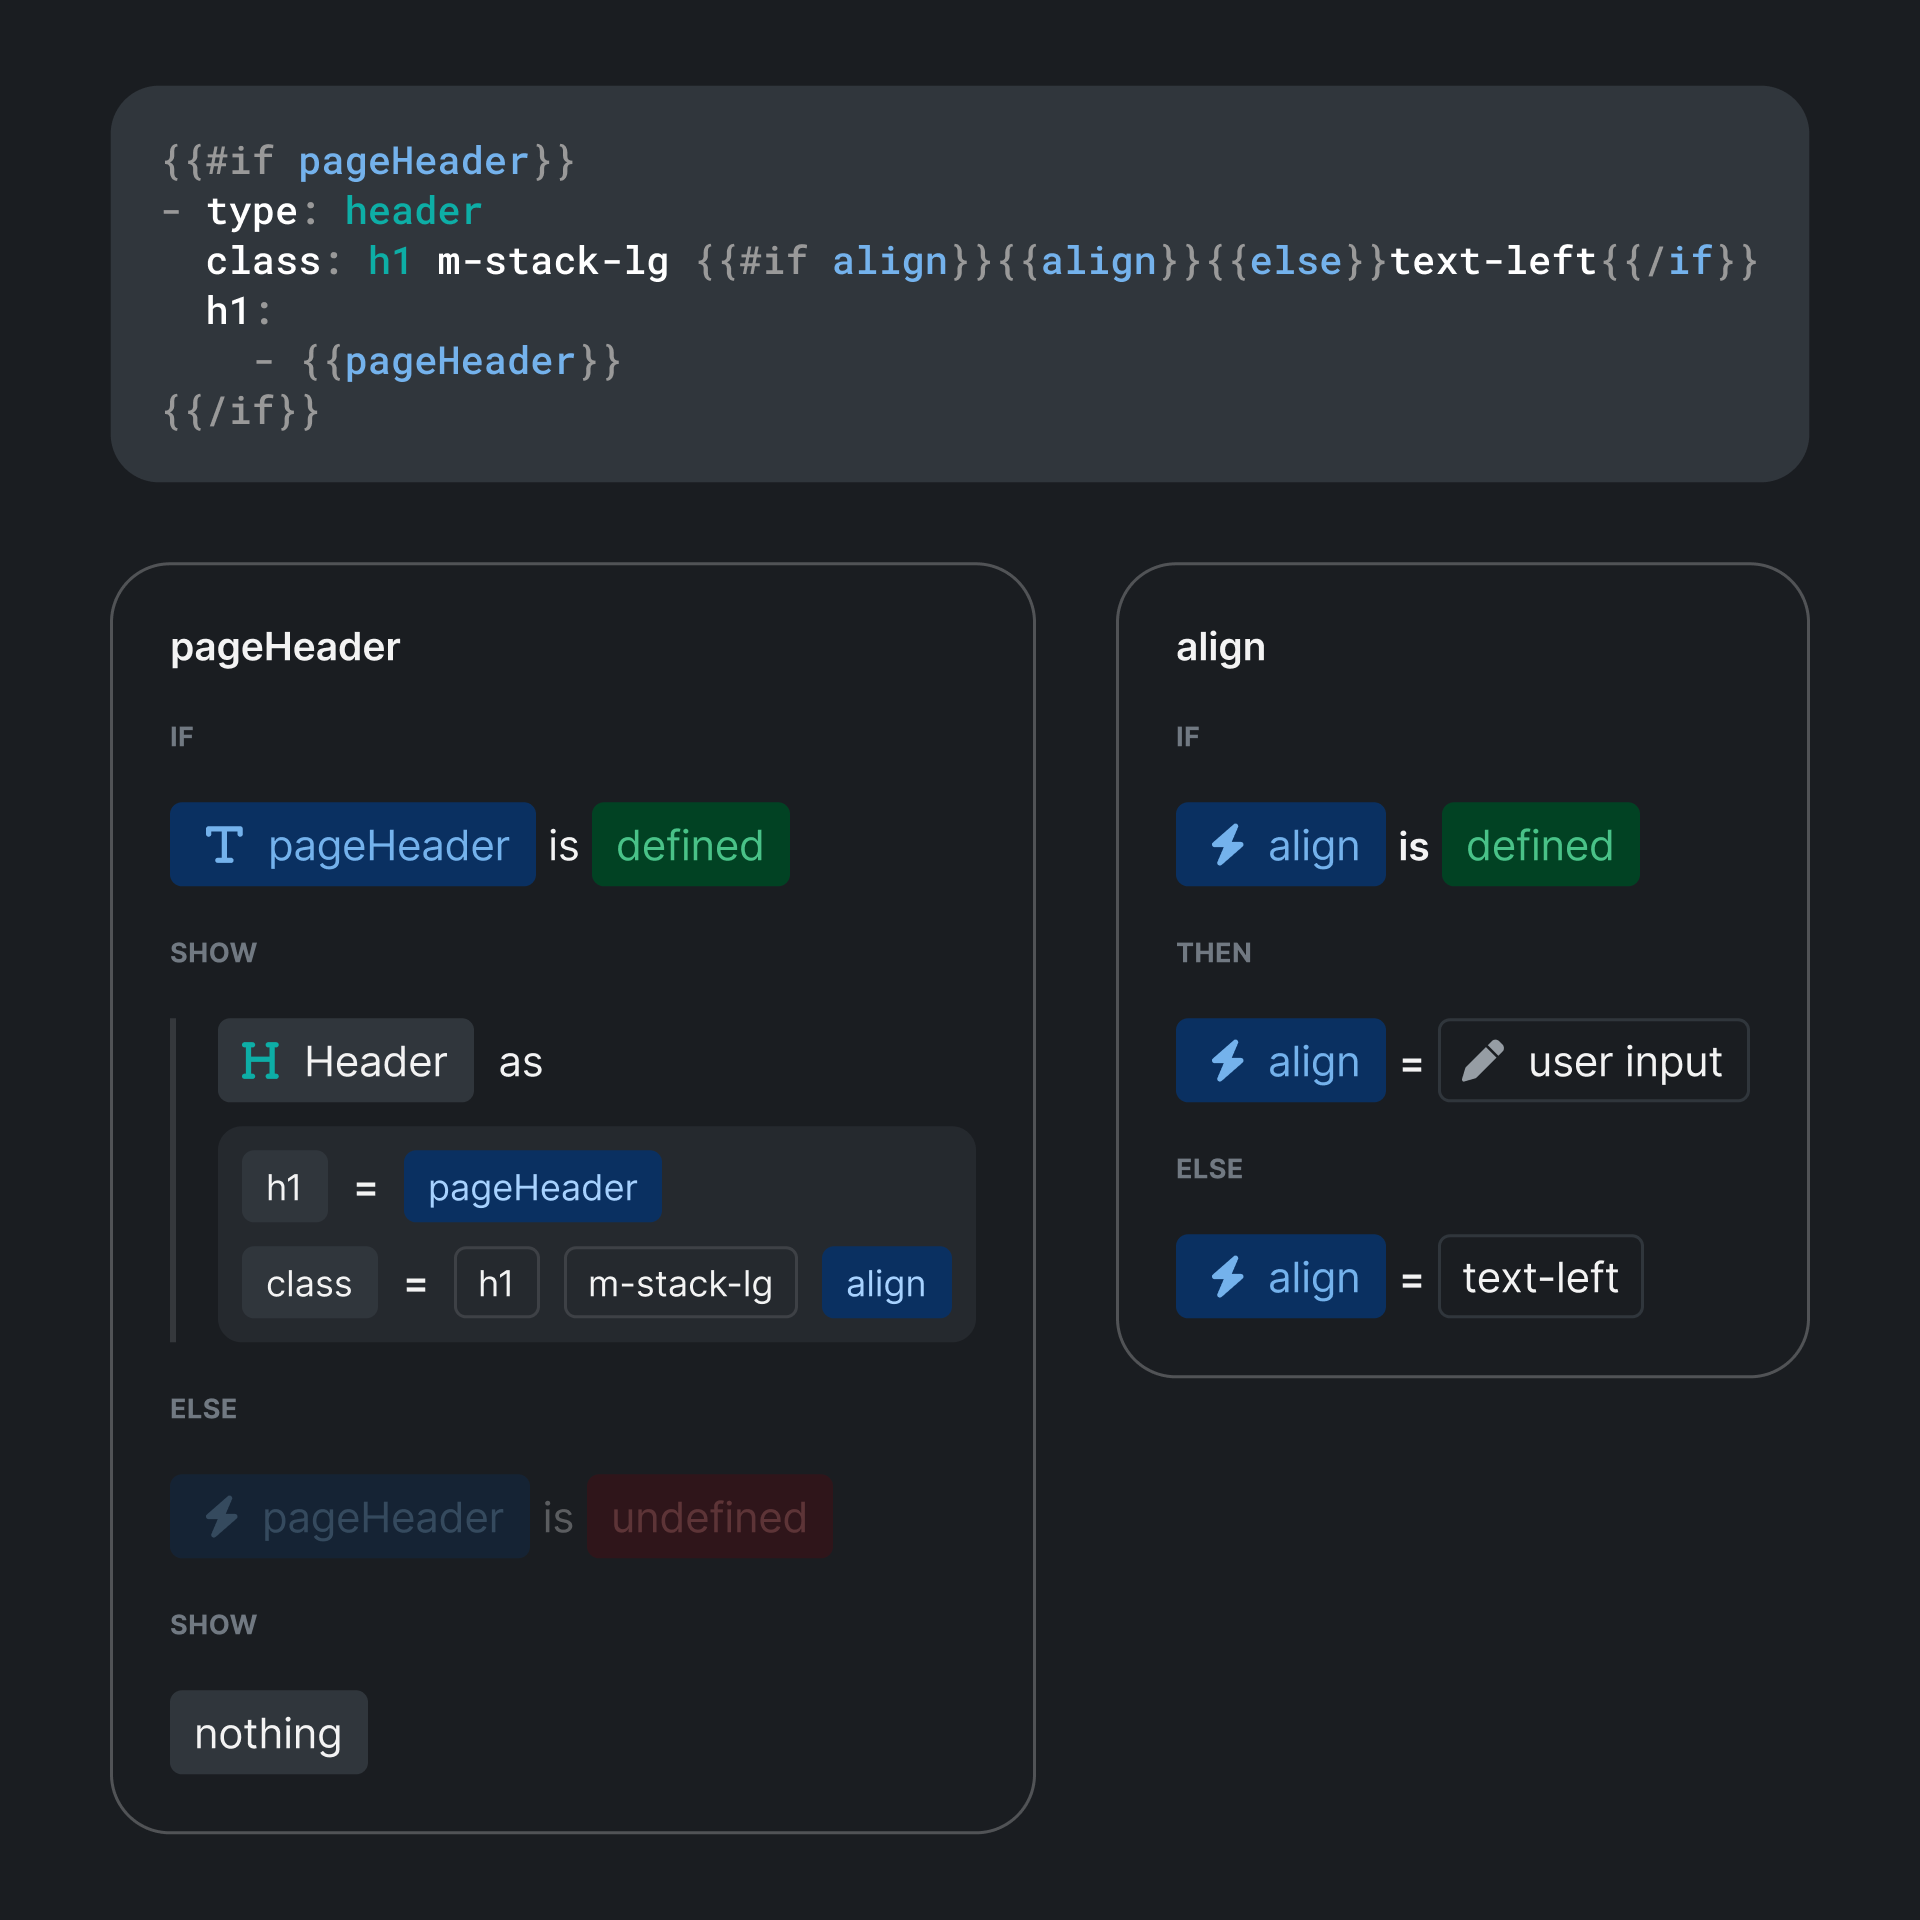 {{#if pageHeader}}
- type: header
class: h1 m-stack-lg {{#if align}}{{align}}{{else}}text-left{{/if}}
h1:
- {{pageHeader}}
{{/if}}
pageHeader
IF
pageHeader is defined
SHOW
Header as
h1 = pageHeader
class = h1 m-stack-lg align
ELSE
pageHeader is undefined
SHOW
nothing
align
IF
align is defined
THEN
align = user input
ELSE
align = text-left